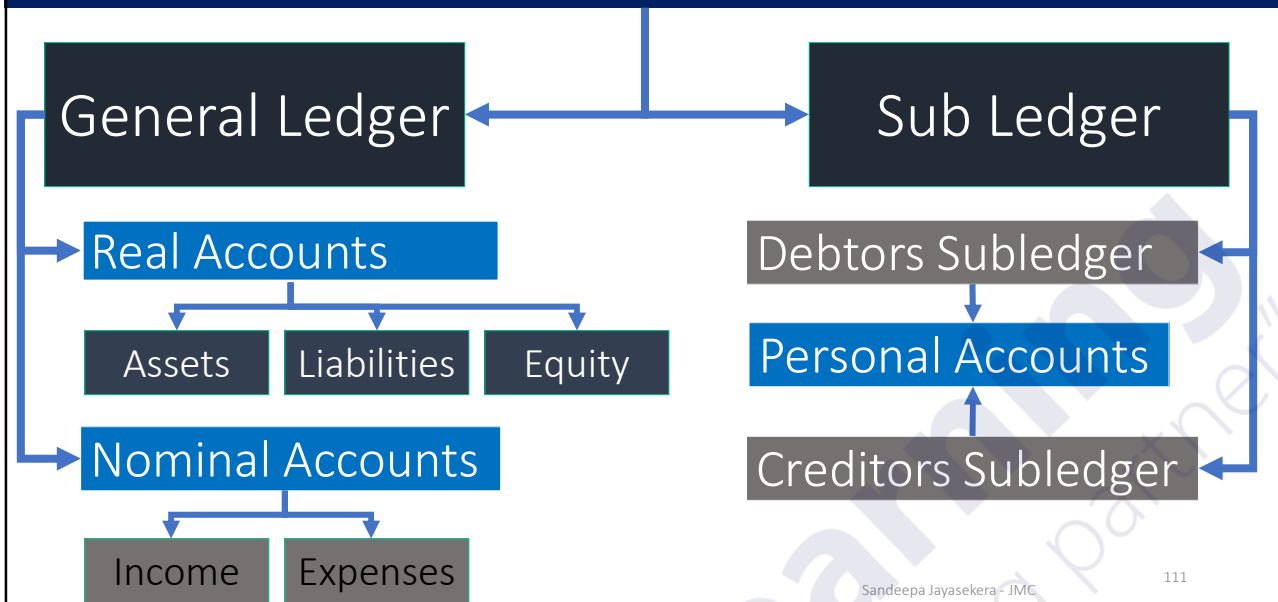 General Ledger
Sub Ledger
Real Accounts
Assets
Liabilities
Equity
Nominal Accounts
Income
Expenses
Debtors Subledger
Personal Accounts
Creditors Subledger
Sandeepa Jayasekera - JMC
111
partner"